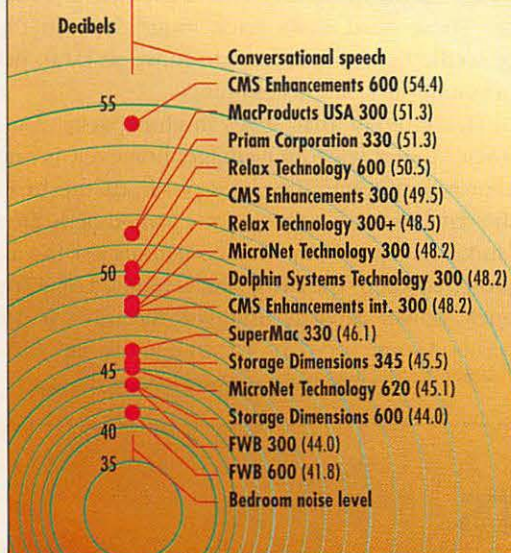 Decibels
Conversational speech
CMS Enhancements 600 (54.4)
55
MacProducts USA 300 (51.3)
Priam Corporation 330 (51.3)
Relax Technology 600 (50.5)
CMS Enhancements 300 (49.5)
Relax Technology 300+ (48.5)
MicroNet Technology 300 (48.2)
50
Dolphin Systems Technology 300 (48.2)
CMS Enhancements int. 300 (48.2)
SuperMac 330 (46.1)
Storage Dimensions 345 (45.5)
45
MicroNet Technology 620 (45.1)
Storage Dimensions 600 (44.0)
40
FWB 300 (44.0)
35
FWB 600 (41.8)
Bedroom noise level